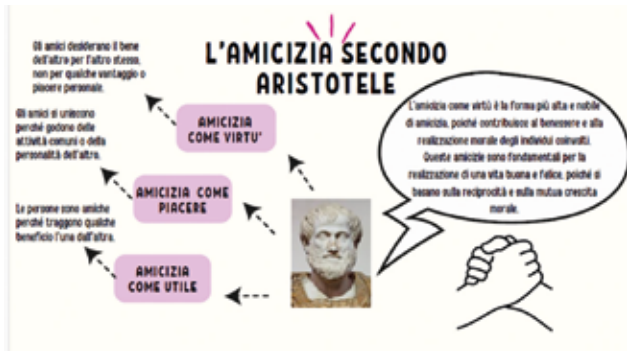 L'AMICIZIA SECONDO
ARISTOTELE
Gli amici desiderano il bene
dell'altro per l'altro stesso,
non per qualche vantaggio o
piacere personale.
AMICIZIA
COME VIRTU'
Gli amici si uniscono
perché godono delle
attività comuni o della
personalità dell'altro.
AMICIZIA COME
PIACERE
Le persone sono amiche
perché traggono qualche
beneficio l'una dall'altra.
AMICIZIA
COME UTILE
L'amicizia come virtù è la forma più alta e nobile
di amicizia, poiché contribuisce al benessere e alla
realizzazione morale degli individui coinvolti.
Queste amicizie sono fondamentali per la
realizzazione di una vita buona e felice, poiché si
basano sulla reciprocità e sulla mutua crescita
morale.